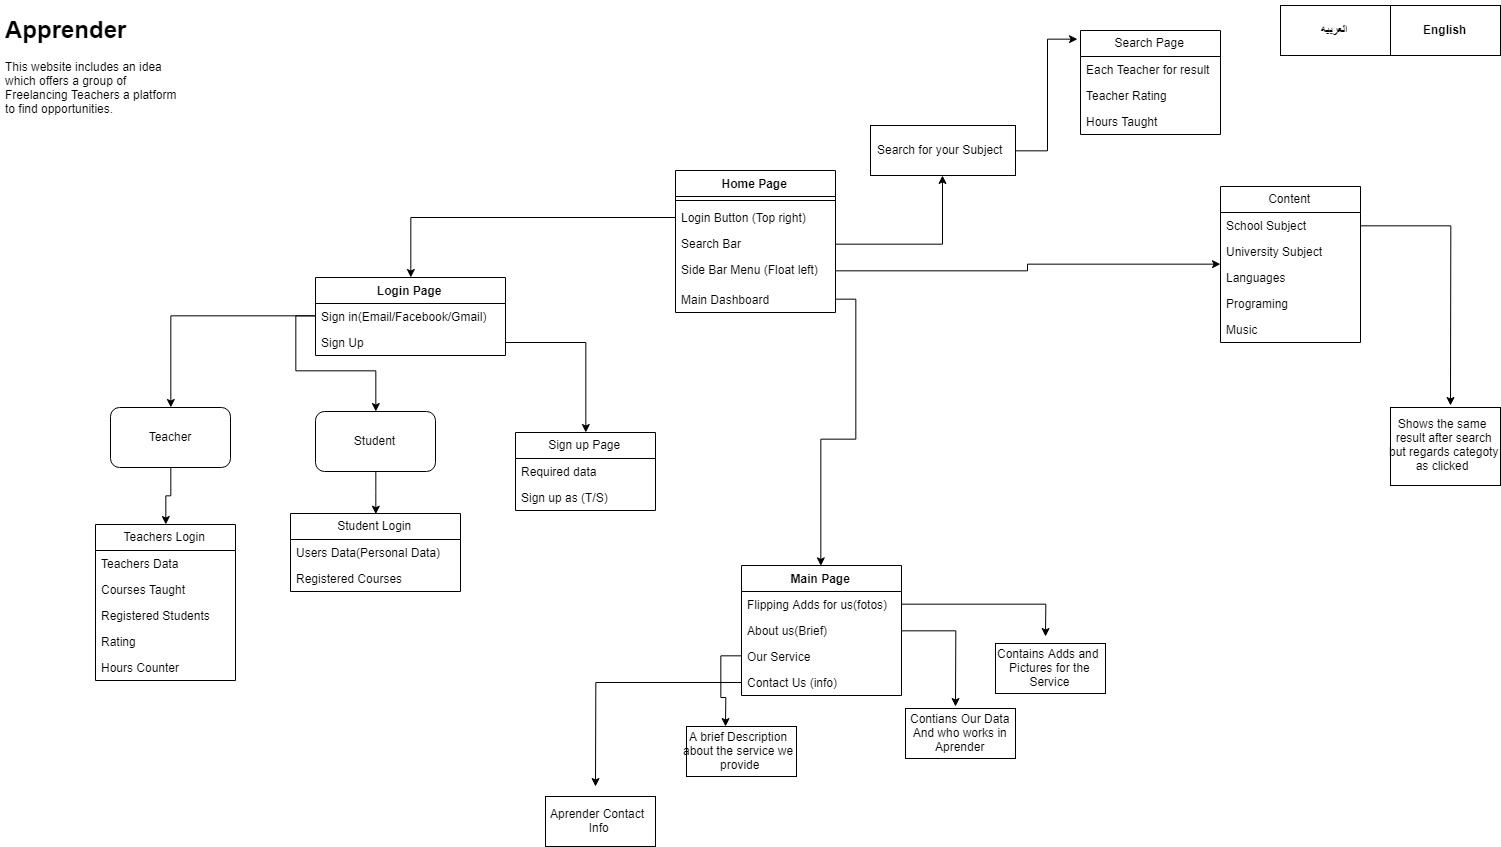 Apprender
This website includes an idea
which offers a group of
Freelancing Teachers a platform
to find opportunities.
العربيه
English
Search Page
Each Teacher for result
Teacher Rating
Hours Taught
Search for your Subject
Home Page
Login Button (Top right)
Search Bar
Side Bar Menu (Float left)
Main Dashboard
Content
School Subject
University Subject
Languages
Programing
Music
Login Page
Sign in(Email/Facebook/Gmail)
Sign Up
Teacher
Student
Sign up Page
Required data
Sign up as (T/S)
Shows the same
result after search
but regards categoty
as clicked
Teachers Login
Teachers Data
Courses Taught
Registered Students
Rating
Hours Counter
Student Login
Users Data(Personal Data)
Registered Courses
Main Page
Flipping Adds for us(fotos)
About us(Brief)
Our Service
Contact Us (info)
Contains Adds and
Pictures for the
Service
Contians Our Data
And who works in
Aprender
A brief Description
about the service we
provide
Aprender Contact
Info